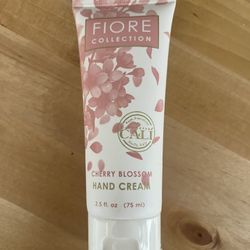 FIORE
COLLECTION
CALI
CHERRY BLOSSOM
HAND CREAM
2.5 fl. oz (75 ml)